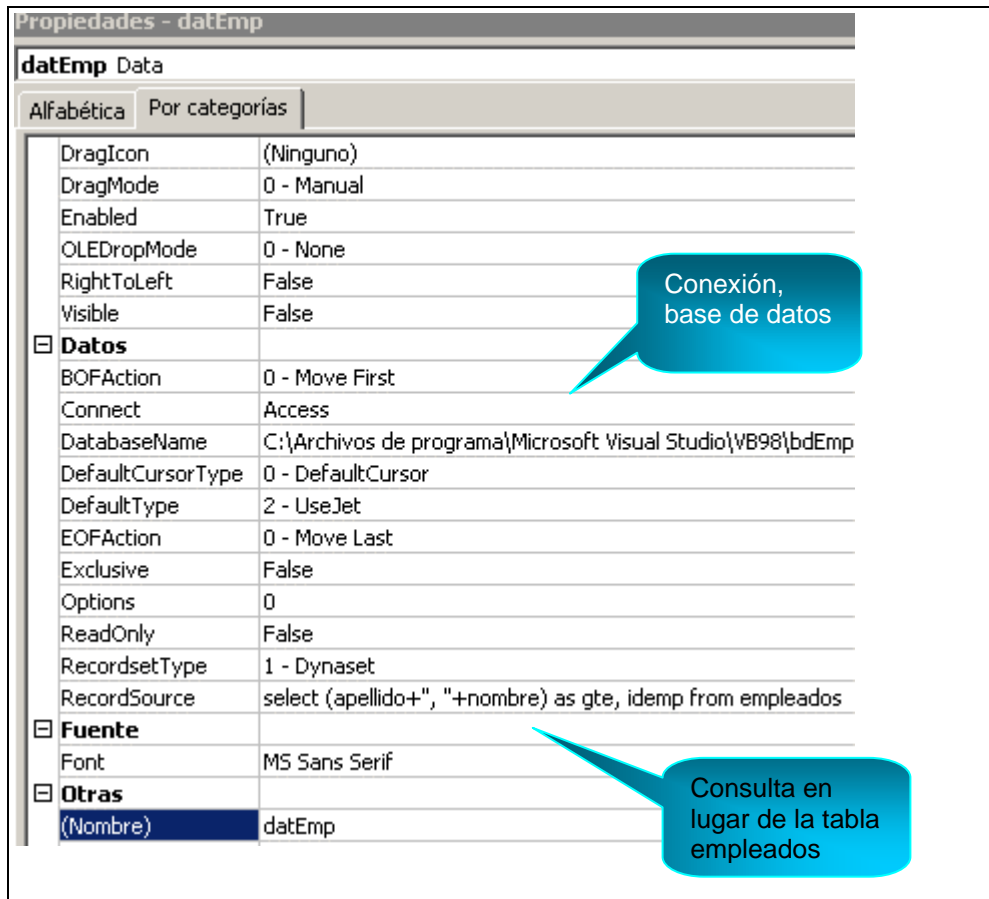 Propiedades - datEmp
datEmp Data
Alfabética Por categorías
DragIcon (Ninguno)
DragMode 0 - Manual
Enabled True
OLEDropMode 0 - None
RightToLeft False
Visible False
Conexión,
base de datos
Datos
BOFAction 0 - Move First
Connect Access
DatabaseName C:\Archivos de programa\Microsoft Visual Studio\VB98\bdEmp
DefaultCursorType 0 - DefaultCursor
DefaultType 2 - UseJet
EOFAction 0 - Move Last
Exclusive False
Options 0
ReadOnly False
RecordsetType 1 - Dynaset
RecordSource select (apellido+", "+nombre) as gte, idemp from empleados
Fuente
Font MS Sans Serif
Otras
(Nombre) datEmp
Consulta en
lugar de la tabla
empleados